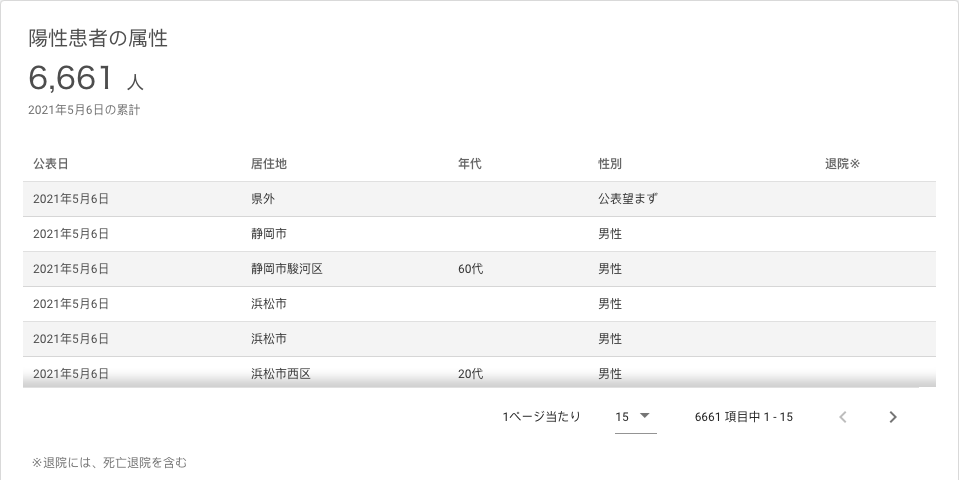 陽性患者の属性
6,661 人
2021年5月6日の累計
公表日 居住地 年代 性別 退院※
2021年5月6日 県外 公表望まず
2021年5月6日 静岡市 男性
2021年5月6日 静岡市駿河区 60代 男性
2021年5月6日 浜松市 男性
2021年5月6日 浜松市 男性
2021年5月6日 浜松市西区 20代 男性
1ページ当たり 15 6661 項目中 1 - 15
※退院には、死亡退院を含む